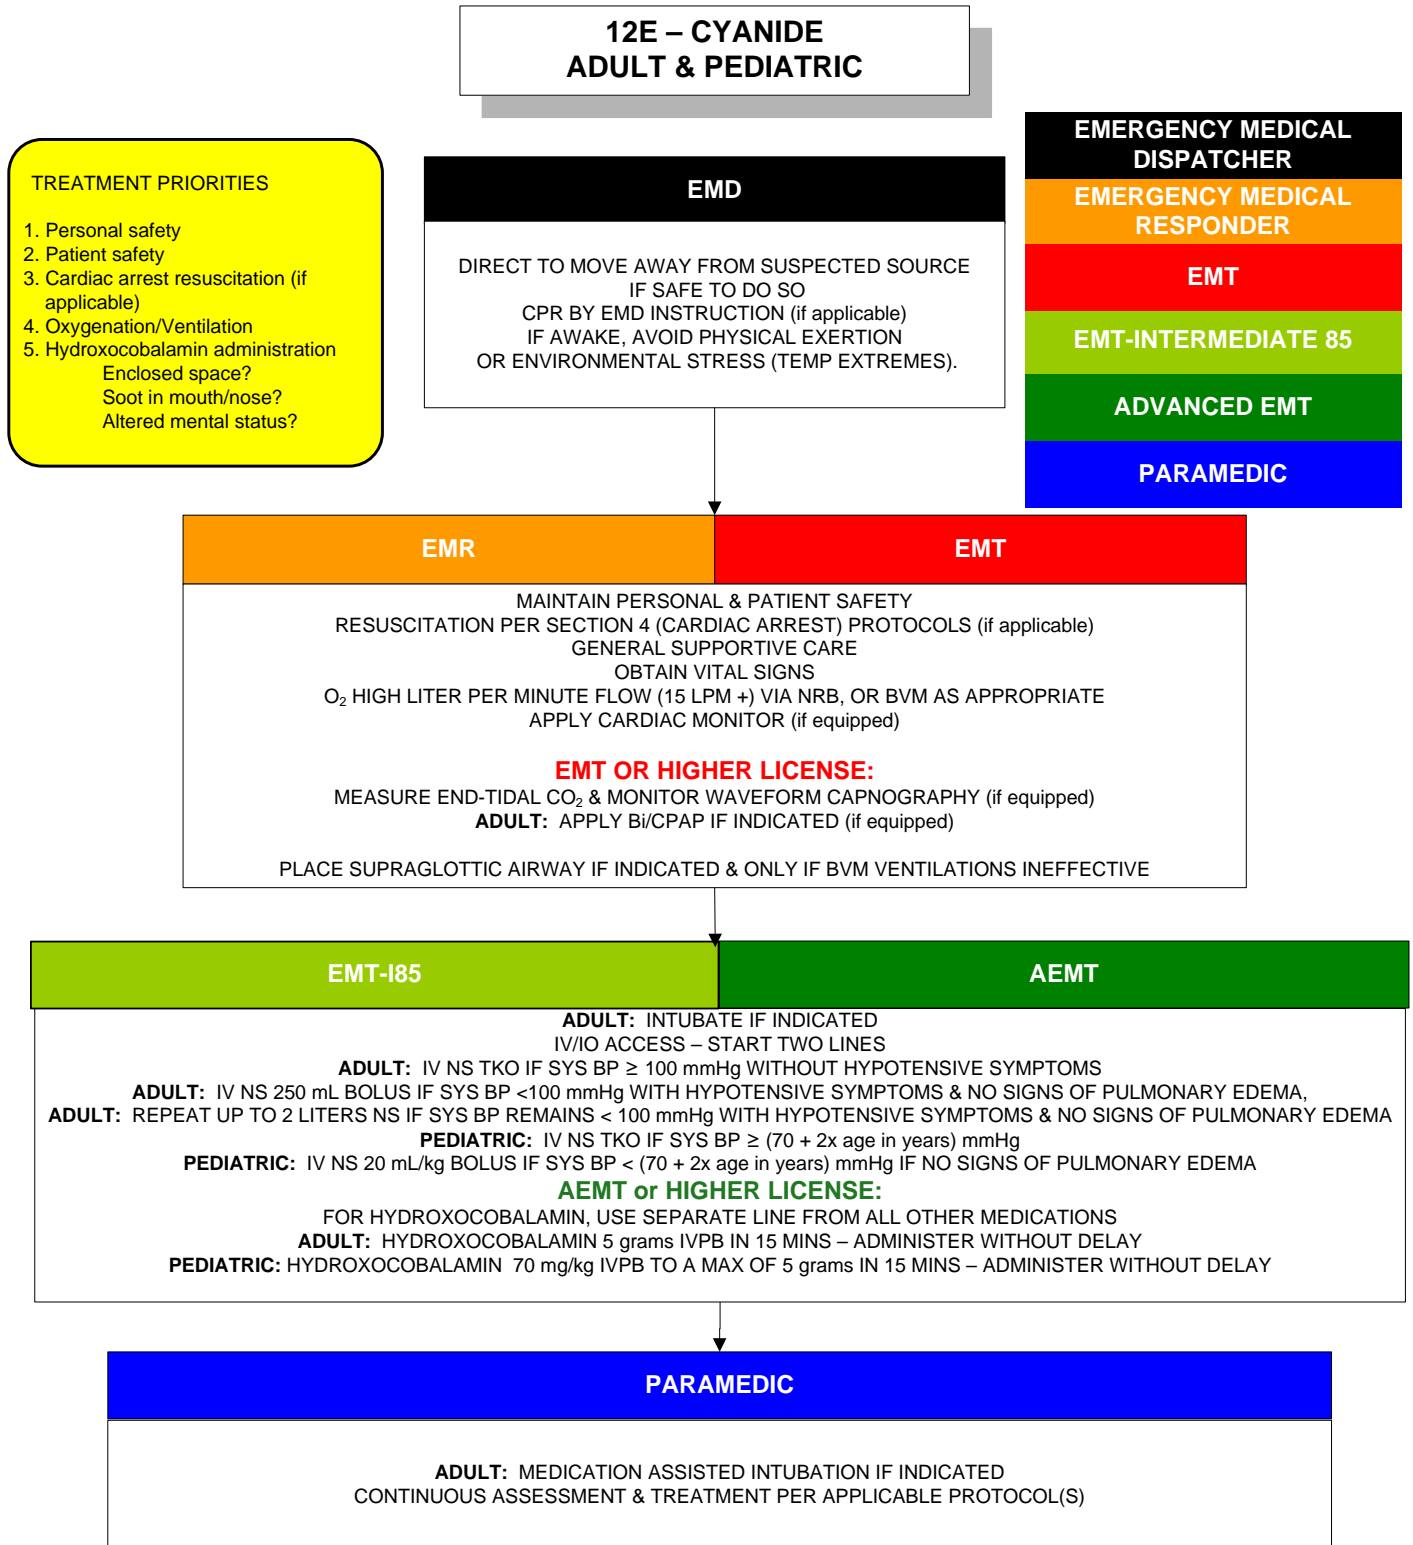 12E – CYANIDE
ADULT & PEDIATRIC
TREATMENT PRIORITIES
1. Personal safety
2. Patient safety
3. Cardiac arrest resuscitation (if
applicable)
4. Oxygenation/Ventilation
5. Hydroxocobalamin administration
Enclosed space?
Soot in mouth/nose?
Altered mental status?
EMD
DIRECT TO MOVE AWAY FROM SUSPECTED SOURCE
IF SAFE TO DO SO
CPR BY EMD INSTRUCTION (if applicable)
IF AWAKE, AVOID PHYSICAL EXERTION
OR ENVIRONMENTAL STRESS (TEMP EXTREMES).
EMERGENCY MEDICAL
DISPATCHER
EMERGENCY MEDICAL
RESPONDER
EMT
EMT-INTERMEDIATE 85
ADVANCED EMT
PARAMEDIC
EMR
EMT
MAINTAIN PERSONAL & PATIENT SAFETY
RESUSCITATION PER SECTION 4 (CARDIAC ARREST) PROTOCOLS (if applicable)
GENERAL SUPPORTIVE CARE
OBTAIN VITAL SIGNS
O2 HIGH LITER PER MINUTE FLOW (15 LPM +) VIA NRB, OR BVM AS APPROPRIATE
APPLY CARDIAC MONITOR (if equipped)
EMT OR HIGHER LICENSE:
MEASURE END-TIDAL CO2 & MONITOR WAVEFORM CAPNOGRAPHY (if equipped)
ADULT: APPLY Bi/CPAP IF INDICATED (if equipped)
PLACE SUPRAGLOTTIC AIRWAY IF INDICATED & ONLY IF BVM VENTILATIONS INEFFECTIVE
EMT-I85
AEMT
ADULT: INTUBATE IF INDICATED
IV/IO ACCESS – START TWO LINES
ADULT: IV NS TKO IF SYS BP ≥ 100 mmHg WITHOUT HYPOTENSIVE SYMPTOMS
ADULT: IV NS 250 mL BOLUS IF SYS BP <100 mmHg WITH HYPOTENSIVE SYMPTOMS & NO SIGNS OF PULMONARY EDEMA,
ADULT: REPEAT UP TO 2 LITERS NS IF SYS BP REMAINS < 100 mmHg WITH HYPOTENSIVE SYMPTOMS & NO SIGNS OF PULMONARY EDEMA
PEDIATRIC: IV NS TKO IF SYS BP ≥ (70 + 2x age in years) mmHg
PEDIATRIC: IV NS 20 mL/kg BOLUS IF SYS BP < (70 + 2x age in years) mmHg IF NO SIGNS OF PULMONARY EDEMA
AEMT or HIGHER LICENSE:
FOR HYDROXOCOBALAMIN, USE SEPARATE LINE FROM ALL OTHER MEDICATIONS
ADULT: HYDROXOCOBALAMIN 5 grams IVPB IN 15 MINS – ADMINISTER WITHOUT DELAY
PEDIATRIC: HYDROXOCOBALAMIN 70 mg/kg IVPB TO A MAX OF 5 grams IN 15 MINS – ADMINISTER WITHOUT DELAY
PARAMEDIC
ADULT: MEDICATION ASSISTED INTUBATION IF INDICATED
CONTINUOUS ASSESSMENT & TREATMENT PER APPLICABLE PROTOCOL(S)